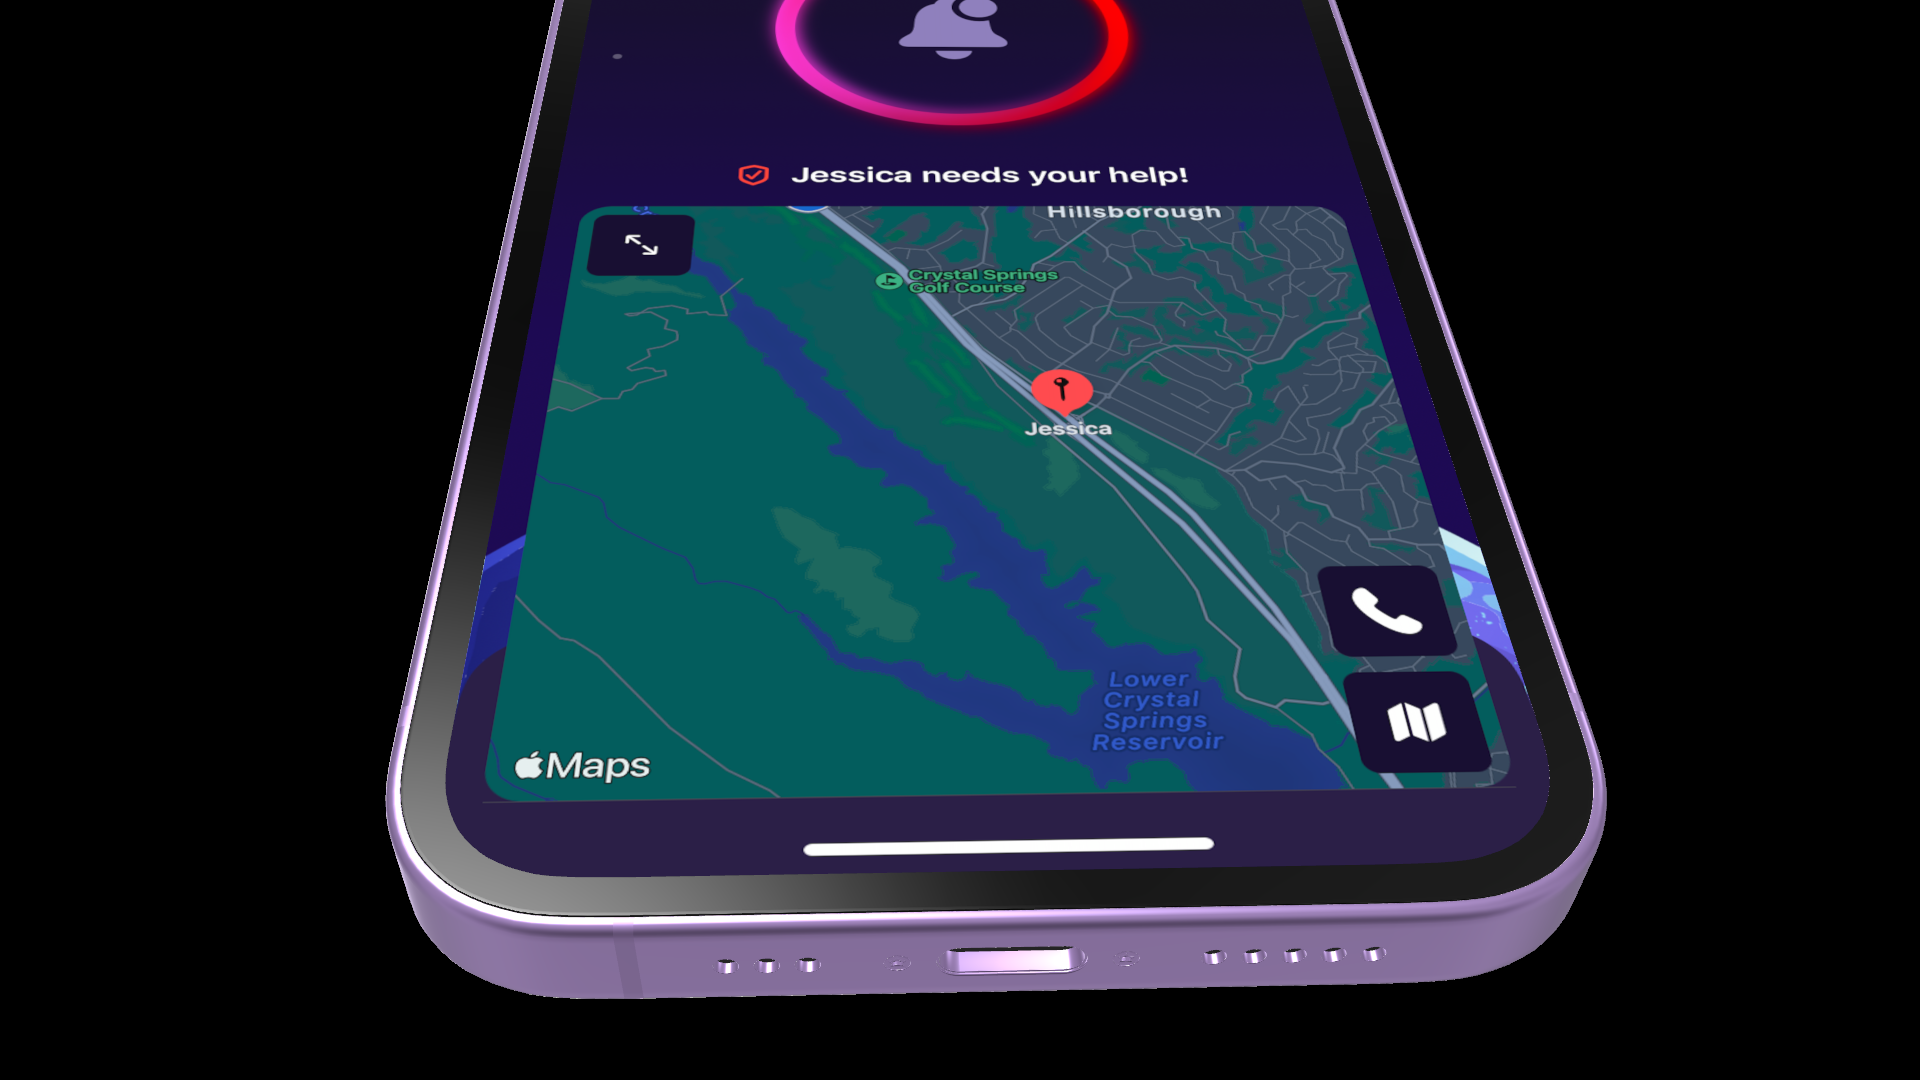 Jessica needs your help!
Hillsborough
Crystal Springs
Golf Course
Jessica
Lower
Crystal
Springs
Reservoir
Maps